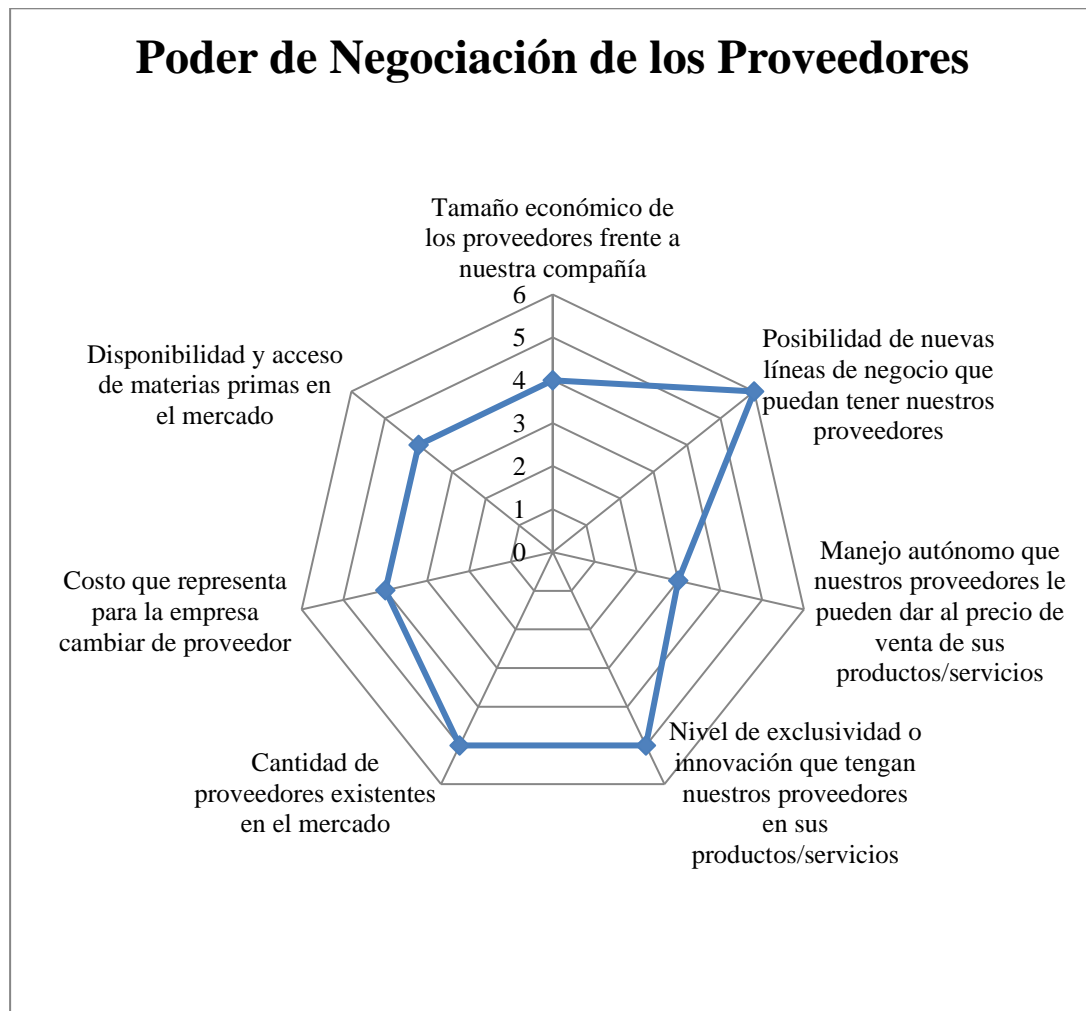 Poder de Negociación de los Proveedores
Tamaño económico de
los proveedores frente a
nuestra compañía
6
5
4
3
2
1
0
Posibilidad de nuevas
líneas de negocio que
puedan tener nuestros
proveedores
Manejo autónomo que
nuestros proveedores le
pueden dar al precio de
venta de sus
productos/servicios
Nivel de exclusividad o
innovación que tengan
nuestros proveedores
en sus
productos/servicios
Cantidad de
proveedores existentes
en el mercado
Costo que representa
para la empresa
cambiar de proveedor
Disponibilidad y acceso
de materias primas en
el mercado